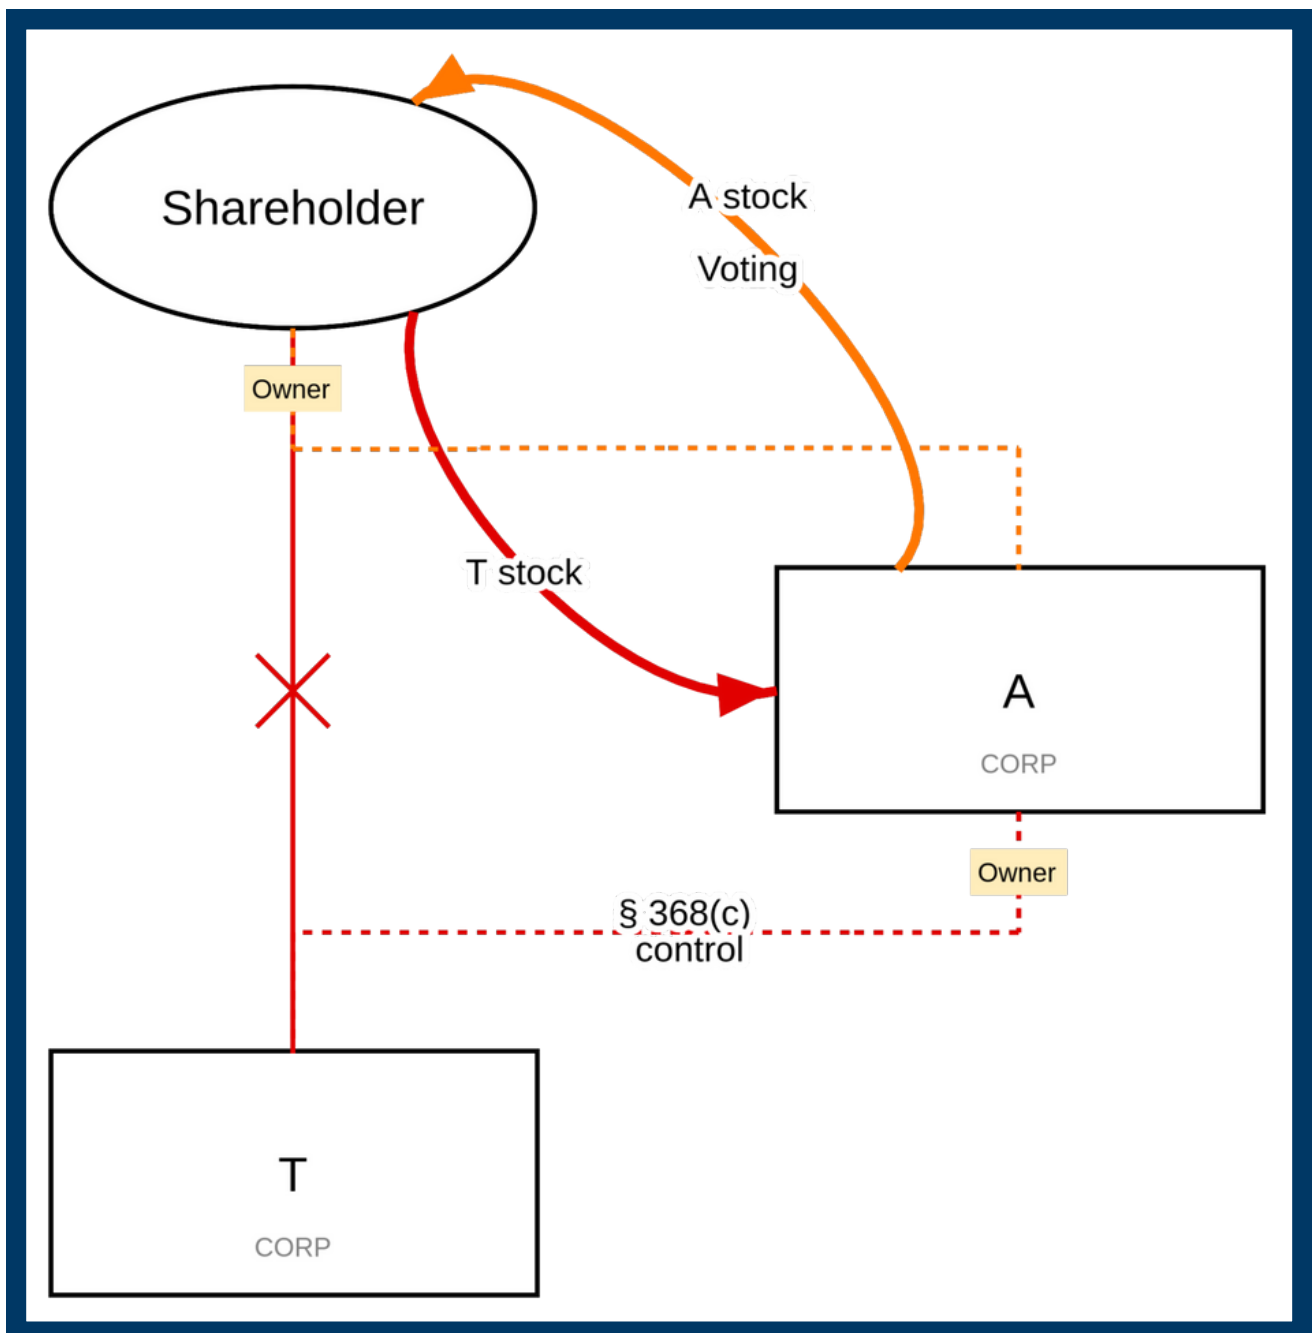 Shareholder
A stock
Voting
Owner
T stock
A
CORP
Owner
§ 368(c)
control
T
CORP